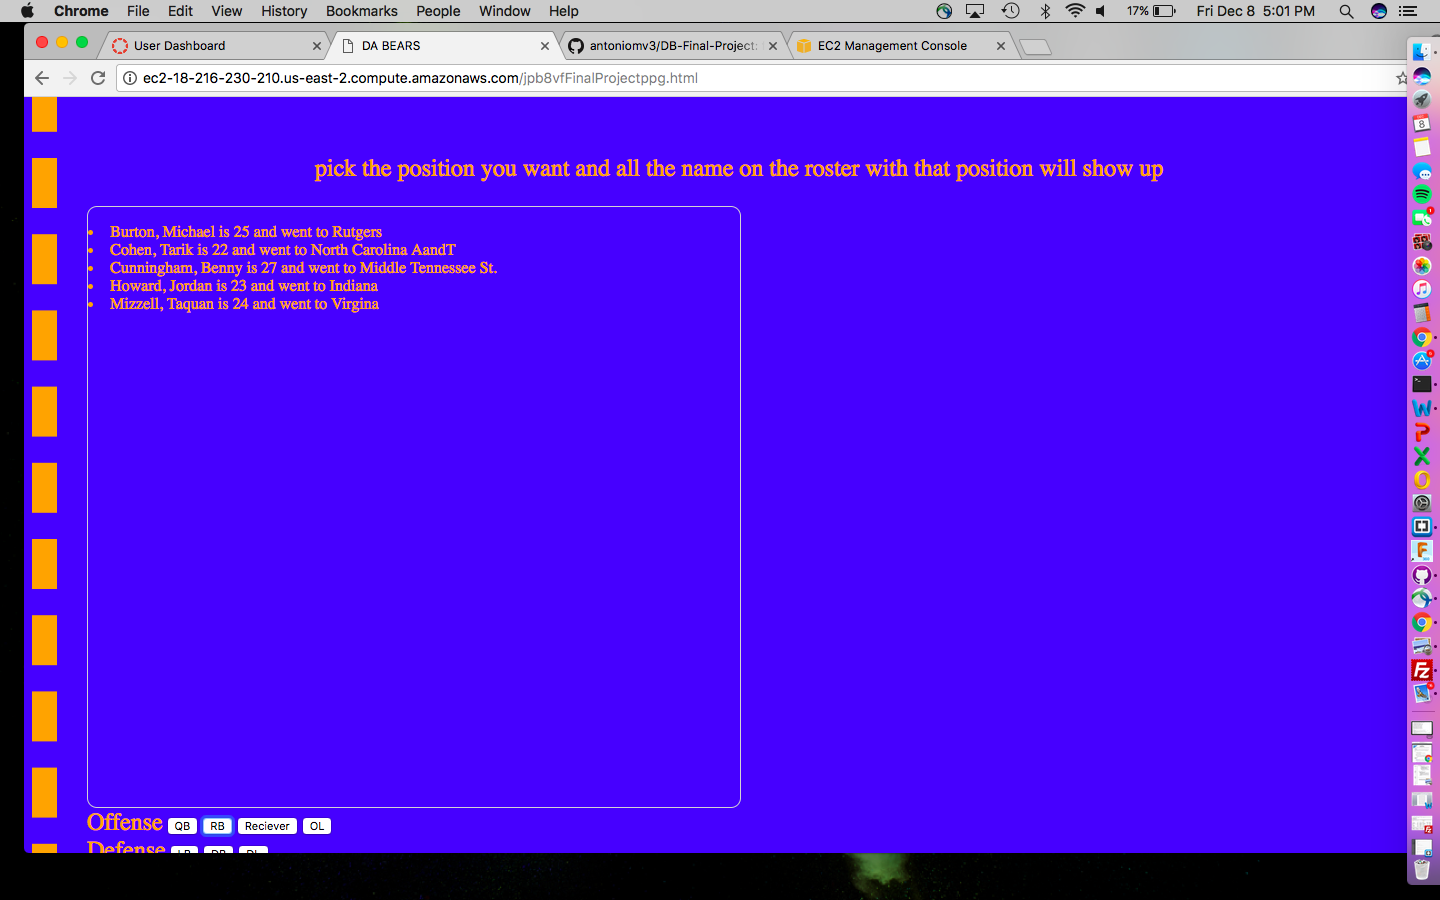 Chrome File Edit View History Bookmarks People Window Help 17% Fri Dec 8 5:01 PM
User Dashboard DA BEARS antoniomv3/DB-Final-Project: EC2 Management Console
ec2-18-216-230-210.us-east-2.compute.amazonaws.com/jpb8vfFinalProjectppg.html
pick the position you want and all the name on the roster with that position will show up
Burton, Michael is 25 and went to Rutgers
Cohen, Tarik is 22 and went to North Carolina AandT
Cunningham, Benny is 27 and went to Middle Tennessee St.
Howard, Jordan is 23 and went to Indiana
Mizzell, Taquan is 24 and went to Virgina
Offense QB RB Reciever OL
Defense LB DB DL